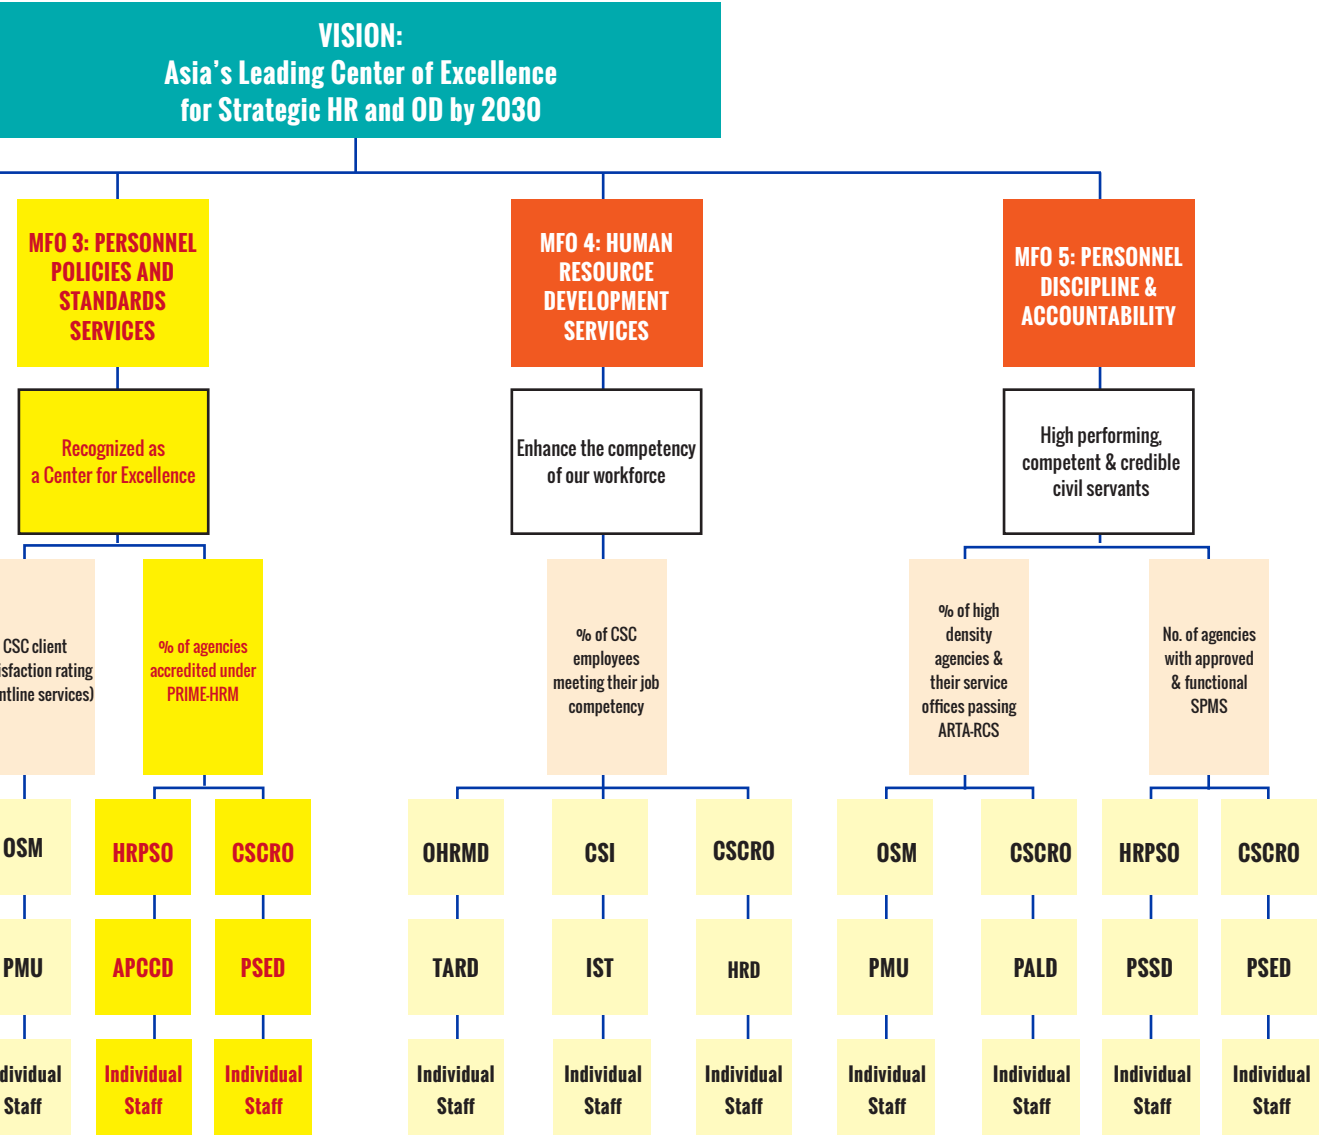 VISION:
Asia's Leading Center of Excellence
for Strategic HR and OD by 2030
MFO 3: PERSONNEL
POLICIES AND
STANDARDS
SERVICES
MFO 4: HUMAN
RESOURCE
DEVELOPMENT
SERVICES
MFO 5: PERSONNEL
DISCIPLINE &
ACCOUNTABILITY
Recognized as
a Center for Excellence
Enhance the competency
of our workforce
High performing,
competent & credible
civil servants
CSC client
rating
services)
% of agencies
accredited under
PRIME-HRM
% of CSC
employees
meeting their job
competency
% of high
density
agencies &
their service
offices passing
ARTA-RCS
No. of agencies
with approved
& functional
SPMS
OSM
HRPSO
CSCRO
OHRMD
CSI
CSCRO
OSM
CSCRO
HRPSO
CSCRO
PMU
APCCD
PSED
TARD
IST
HRD
PMU
PALD
PSSD
PSED
Staff
Individual
Staff
Individual
Staff
Individual
Staff
Individual
Staff
Individual
Staff
Individual
Staff
Individual
Staff
Individual
Staff
Individual
Staff